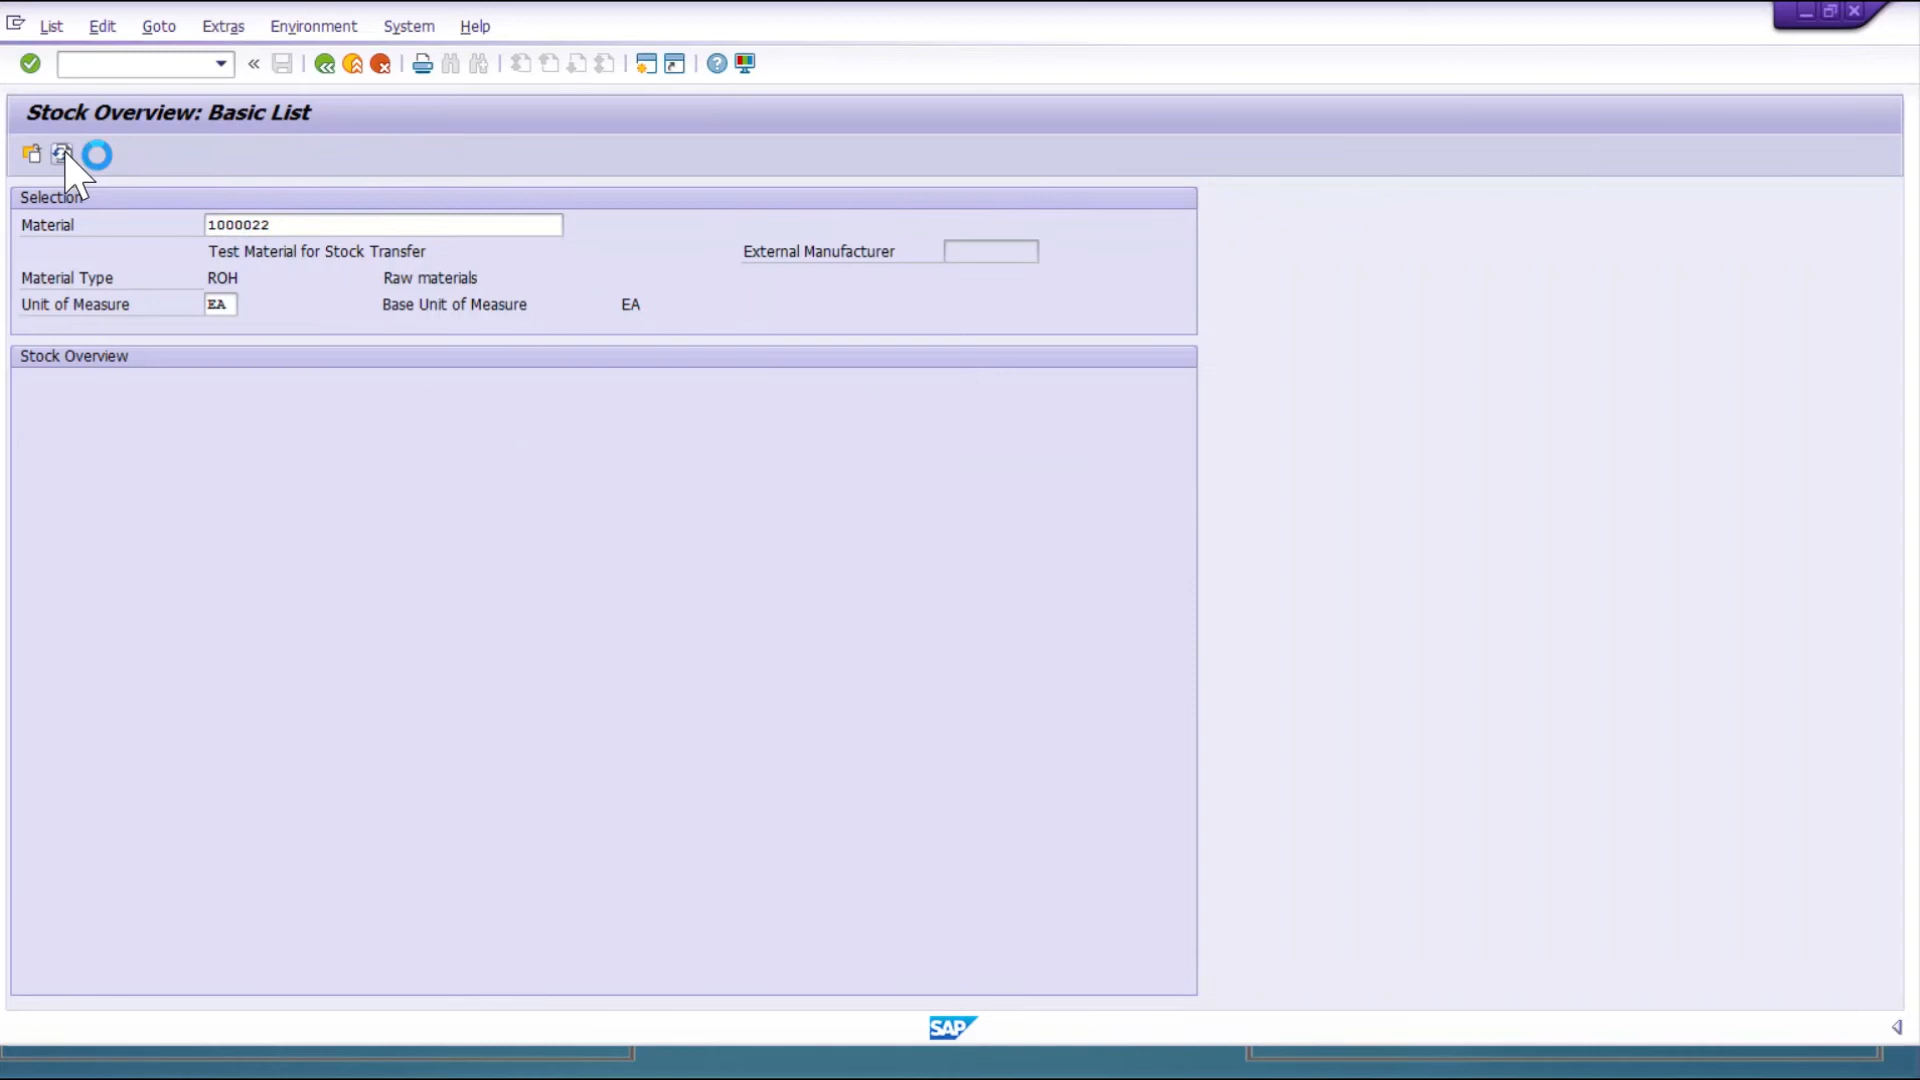 List Edit Goto Extras Environment System Help
Stock Overview: Basic List
Selection
Material 1000022
Test Material for Stock Transfer External Manufacturer
Material Type ROH Raw materials
Unit of Measure EA Base Unit of Measure EA
Stock Overview
SAP